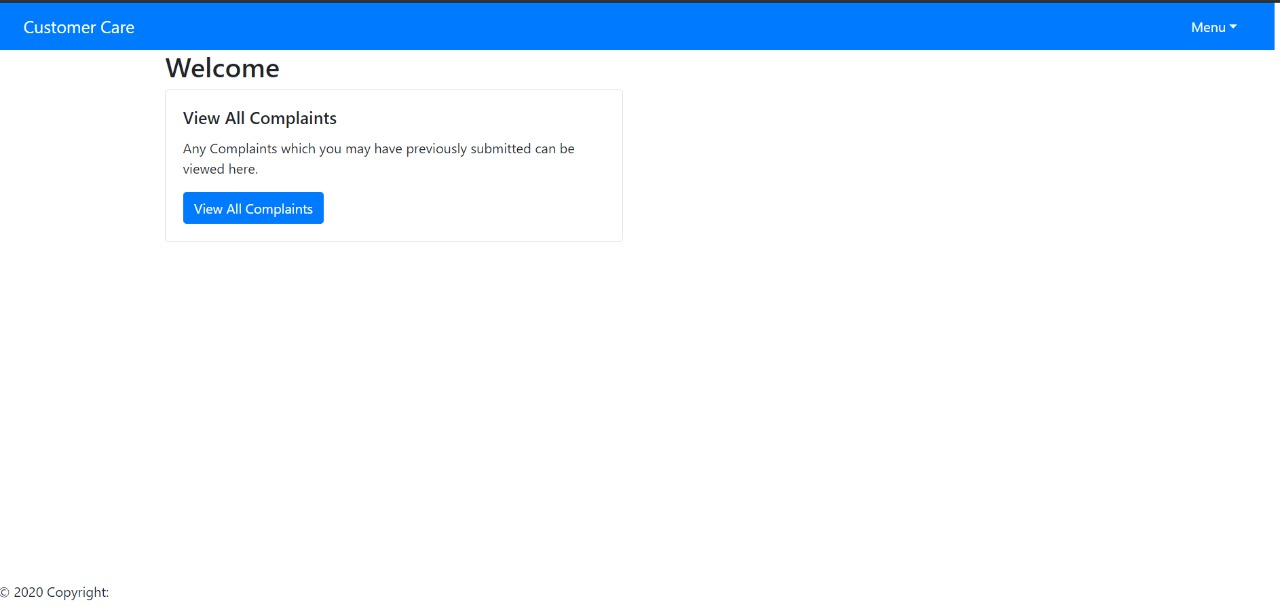 Customer Care
Menu
Welcome
View All Complaints
Any Complaints which you may have previously submitted can be
viewed here.
View All Complaints
© 2020 Copyright: